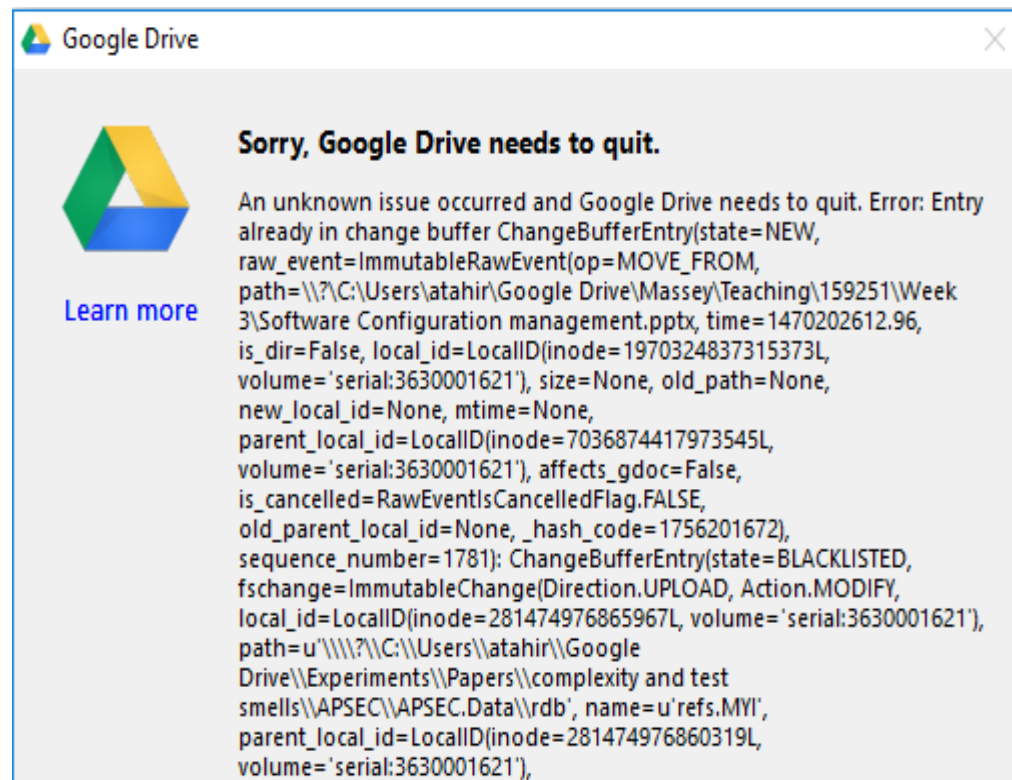 Google Drive
Sorry, Google Drive needs to quit.
An unknown issue occurred and Google Drive needs to quit. Error: Entry
already in change buffer ChangeBufferEntry(state=NEW,
raw_event=ImmutableRawEvent(op=MOVE_FROM,
path=\\?\C:\Users\atahir\Google Drive\Massey\Teaching\159251\Week
3\Software Configuration management.pptx, time=1470202612.96,
is_dir=False, local_id=LocalID(inode=1970324837315373L,
volume='serial:3630001621'), size=None, old_path=None,
new_local_id=None, mtime=None,
parent_local_id=LocalID(inode=7036874417973545L,
volume='serial:3630001621'), affects_gdoc=False,
is_cancelled=RawEventIsCancelledFlag.FALSE,
old_parent_local_id=None, _hash_code=1756201672),
sequence_number=1781): ChangeBufferEntry(state=BLACKLISTED,
fschange=ImmutableChange(Direction.UPLOAD, Action.MODIFY,
local_id=LocalID(inode=281474976865967L, volume='serial:3630001621'),
path=u'\\\\?\\C:\\Users\\atahir\\Google
Drive\\Experiments\\Papers\\complexity and test
smells\\APSEC\\APSEC.Data\\rdb', name=u'refs.MYI',
parent_local_id=LocalID(inode=281474976860319L,
volume='serial:3630001621'),
Learn more